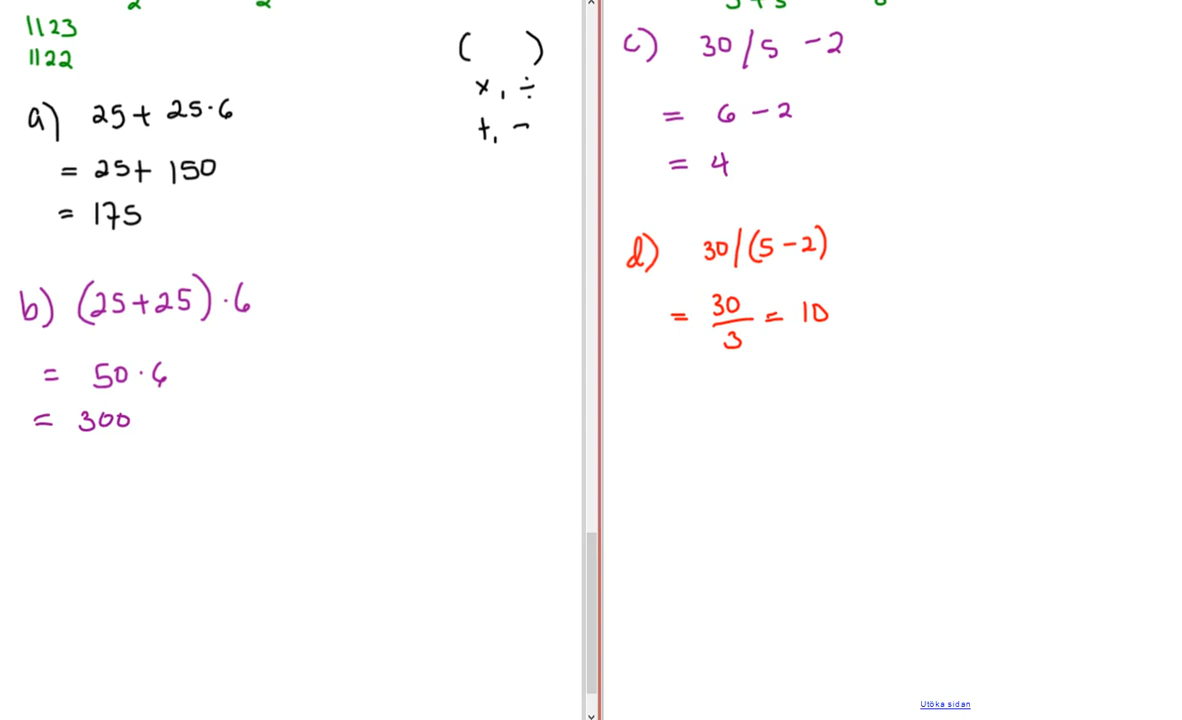 1123
1122
a) 25 + 25·6
= 25 + 150
= 175
b) (25+25)·6
= 50·6
= 300
( )
×, ÷
+, -
c) 30/5 - 2
= 6 - 2
= 4
d) 30/(5-2)
= 30/3 = 10
Utöka sidan